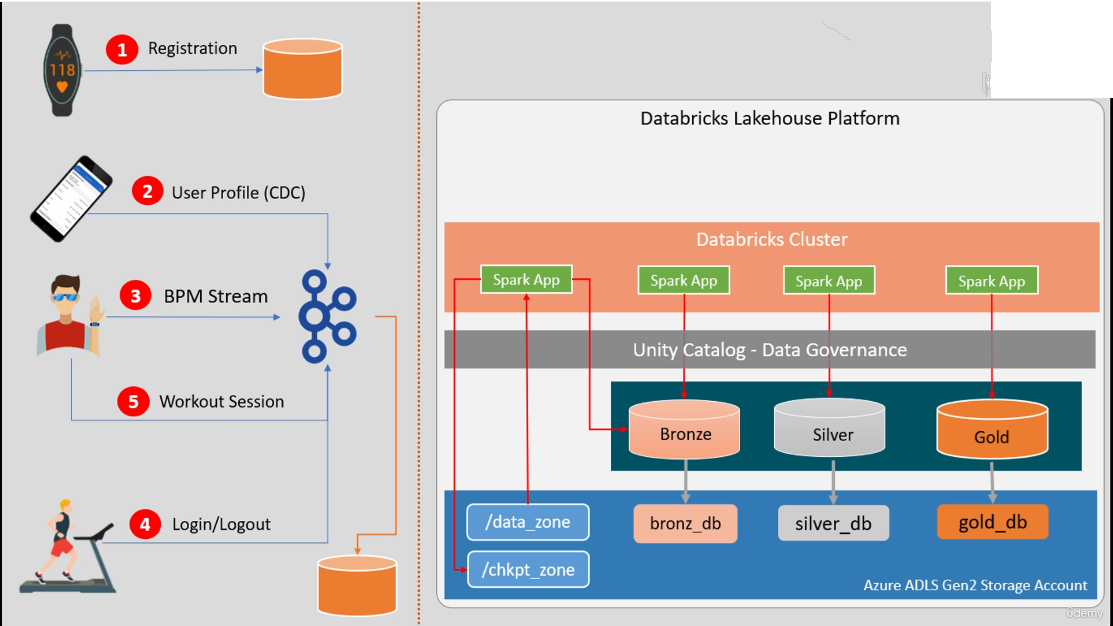 1 Registration
118
2 User Profile (CDC)
3 BPM Stream
5 Workout Session
4 Login/Logout
Databricks Lakehouse Platform
Databricks Cluster
Spark App
Spark App
Spark App
Spark App
Unity Catalog - Data Governance
Bronze
Silver
Gold
/data_zone
bronz_db
silver_db
gold_db
/chkpt_zone
Azure ADLS Gen2 Storage Account
ûdemy